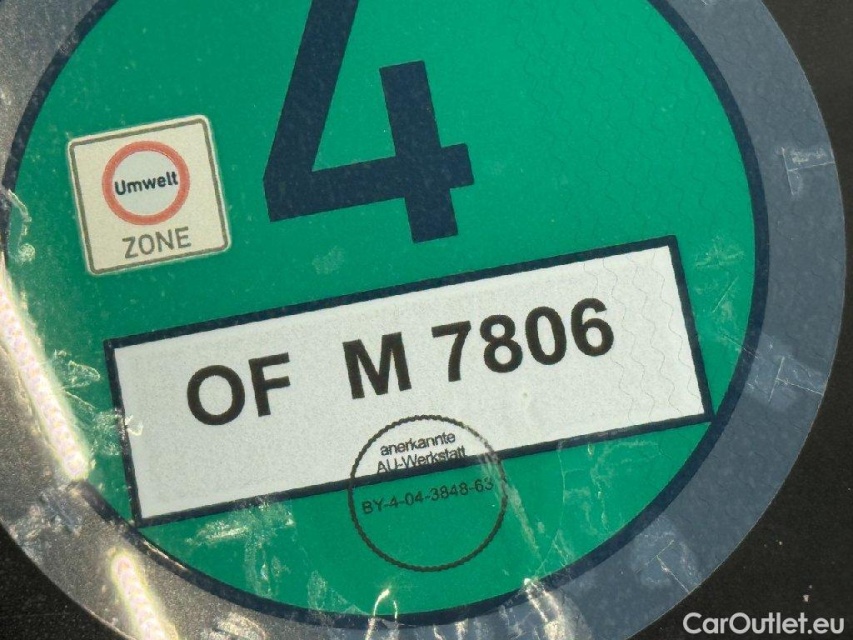 4
Umwelt
ZONE
OF M 7806
anerkannte
AU-Werkstatt
BY-4-04-3848-63
CarOutlet.eu